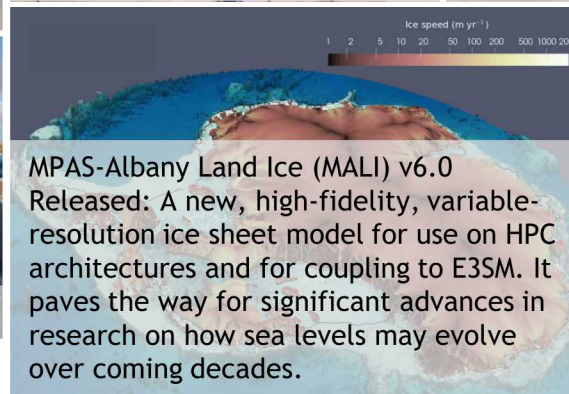 Ice speed (m yr⁻¹)
1 2 5 10 20 50 100 200 500 1000 20
MPAS-Albany Land Ice (MALI) v6.0
Released: A new, high-fidelity, variable-
resolution ice sheet model for use on HPC
architectures and for coupling to E3SM. It
paves the way for significant advances in
research on how sea levels may evolve
over coming decades.